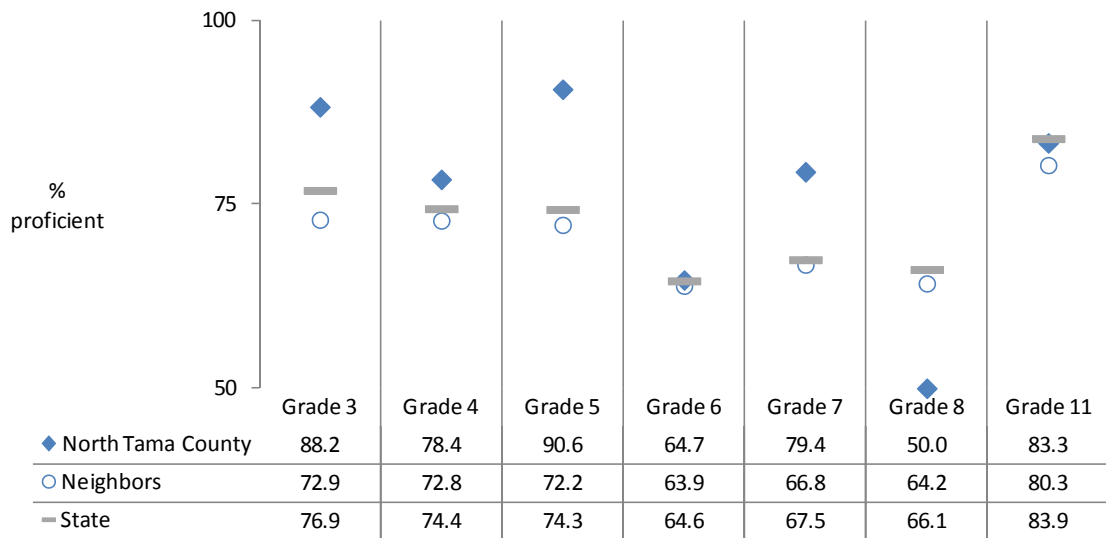 100
%
proficient
75
50
Grade 3 Grade 4 Grade 5 Grade 6 Grade 7 Grade 8 Grade 11
North Tama County 88.2 78.4 90.6 64.7 79.4 50.0 83.3
Neighbors 72.9 72.8 72.2 63.9 66.8 64.2 80.3
State 76.9 74.4 74.3 64.6 67.5 66.1 83.9